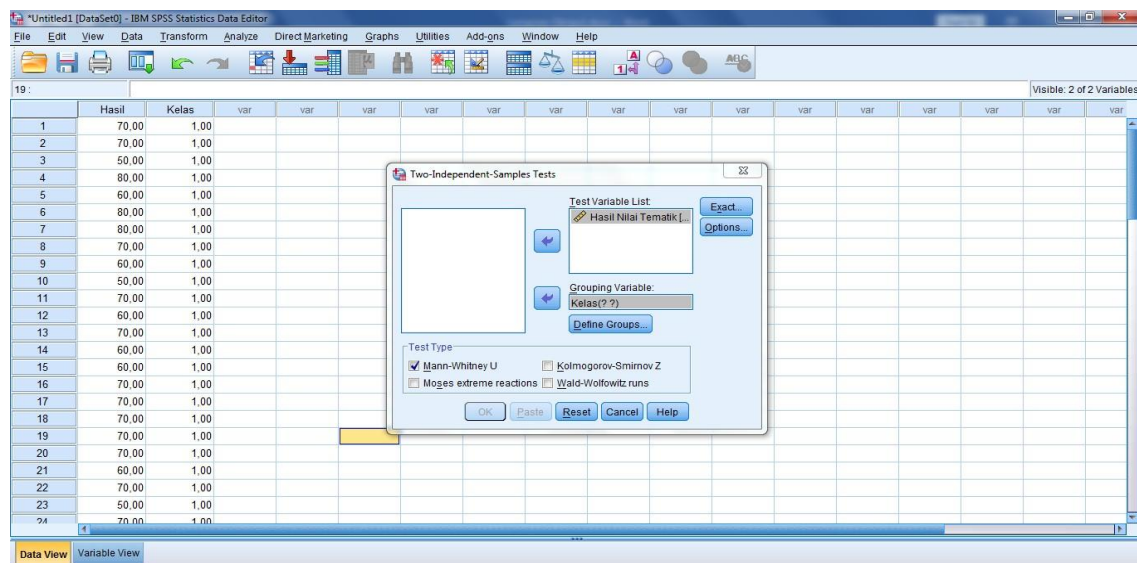 *Untitled1 [DataSet0] - IBM SPSS Statistics Data Editor
File Edit View Data Transform Analyze Direct Marketing Graphs Utilities Add-ons Window Help
19 :
Visible: 2 of 2 Variables
Hasil Kelas var var var var var var var var var var var var var var
1 70,00 1,00
2 70,00 1,00
3 50,00 1,00
4 80,00 1,00
5 60,00 1,00
6 80,00 1,00
7 80,00 1,00
8 70,00 1,00
9 60,00 1,00
10 50,00 1,00
11 70,00 1,00
12 60,00 1,00
13 70,00 1,00
14 60,00 1,00
15 60,00 1,00
16 70,00 1,00
17 70,00 1,00
18 70,00 1,00
19 70,00 1,00
20 70,00 1,00
21 60,00 1,00
22 70,00 1,00
23 50,00 1,00
24 70,00 1,00
Two-Independent-Samples Tests
Test Variable List:
Hasil Nilai Tematik [...
Exact...
Options...
Grouping Variable:
Kelas(? ?)
Define Groups...
Test Type
Mann-Whitney U Kolmogorov-Smirnov Z
Moses extreme reactions Wald-Wolfowitz runs
OK Paste Reset Cancel Help
Data View Variable View